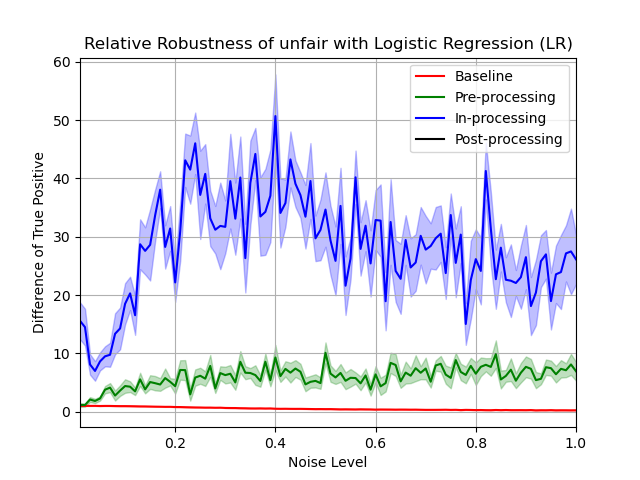 Relative Robustness of unfair with Logistic Regression (LR)
Difference of True Positive
60
50
40
30
20
10
0
0.2
0.4
0.6
0.8
1.0
Noise Level
Baseline
Pre-processing
In-processing
Post-processing